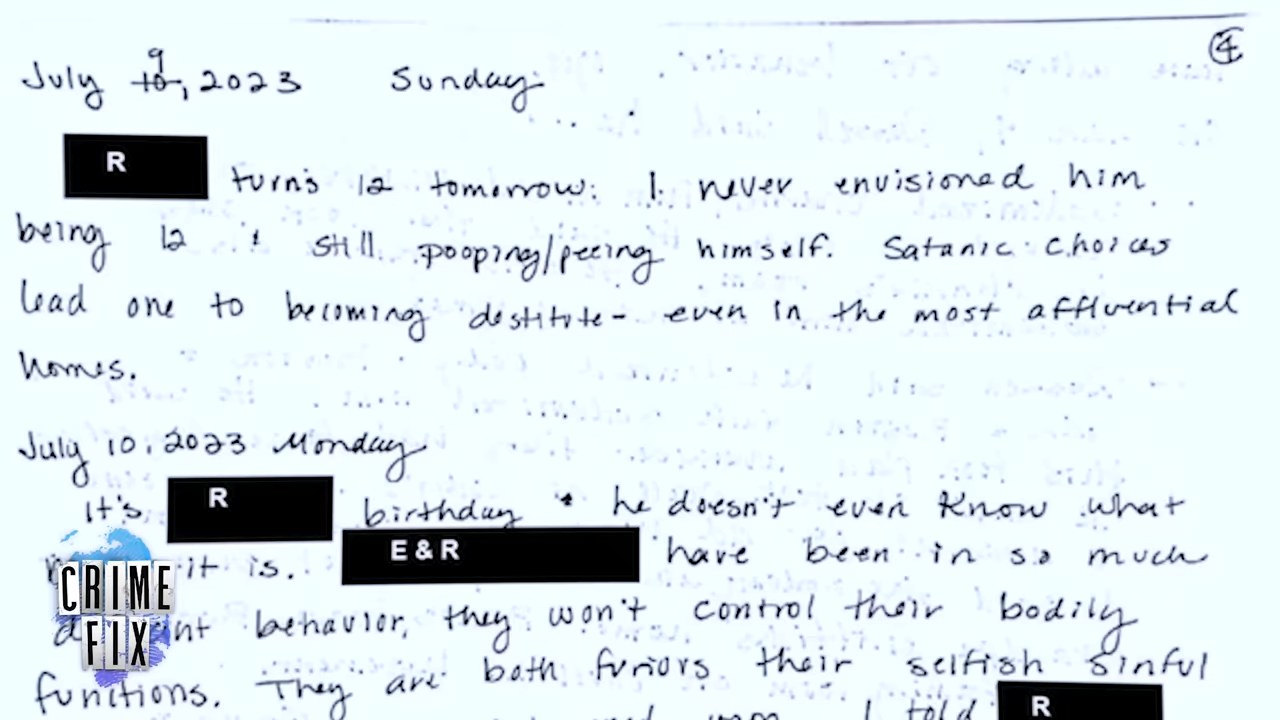 ④
July 9 10, 2023 Sunday
R turns 12 tomorrow. I never envisioned him
being 12 & still pooping/peeing himself. Satanic choices
lead one to becoming destitute - even in the most affluential
homes.
July 10, 2023 Monday
It's R birthday & he doesn't even know what
it is. E & R have been in so much
behavior, they won't control their bodily
functions. They are both furiors their selfish sinful
I told R
CRIME
FIX